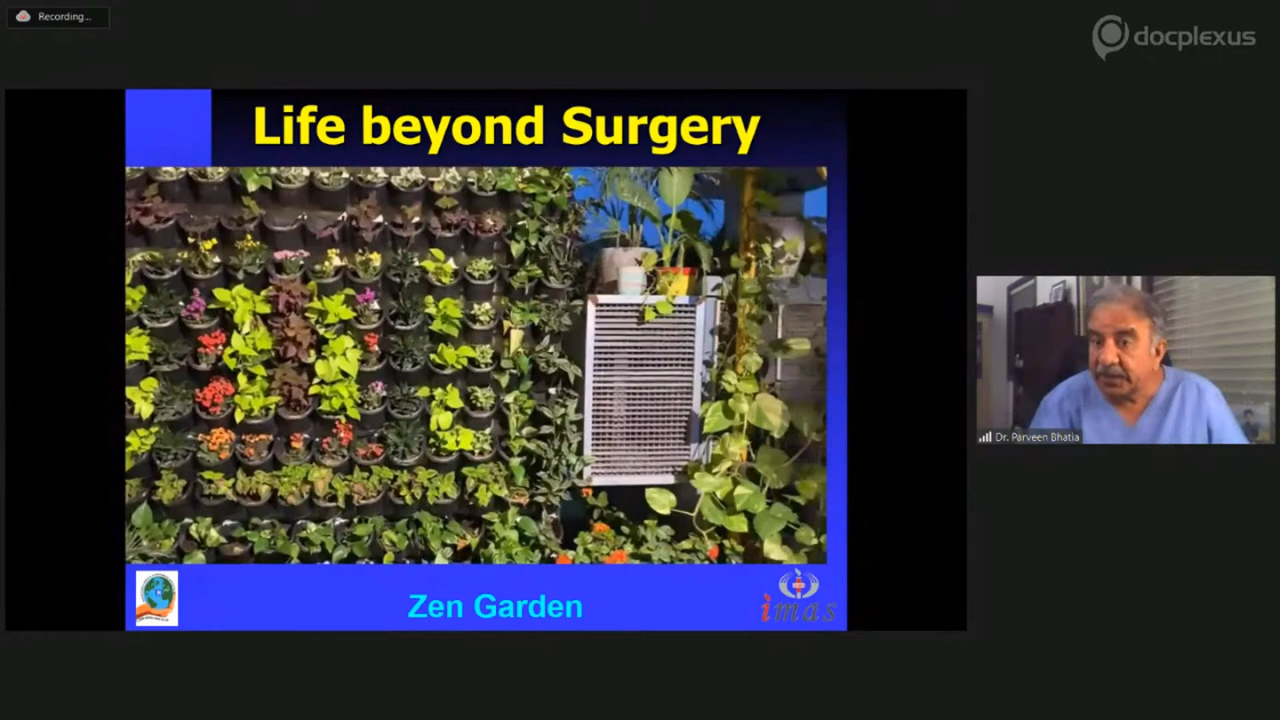 Recording...
docplexus
Life beyond Surgery
Dr. Parveen Bhatia
Zen Garden
imas